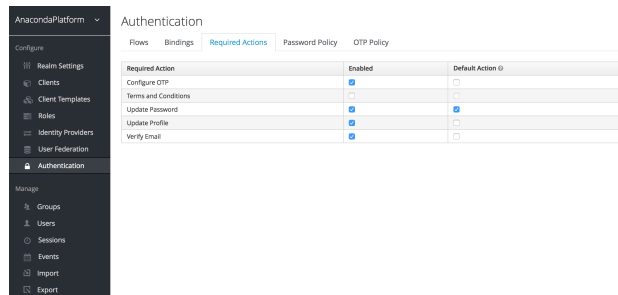 AnacondaPlatform
Configure
Realm Settings
Clients
Client Templates
Roles
Identity Providers
User Federation
Authentication
Manage
Groups
Users
Sessions
Events
Import
Export
Authentication
Flows Bindings Required Actions Password Policy OTP Policy
Required Action Enabled Default Action
Configure OTP
Terms and Conditions
Update Password
Update Profile
Verify Email